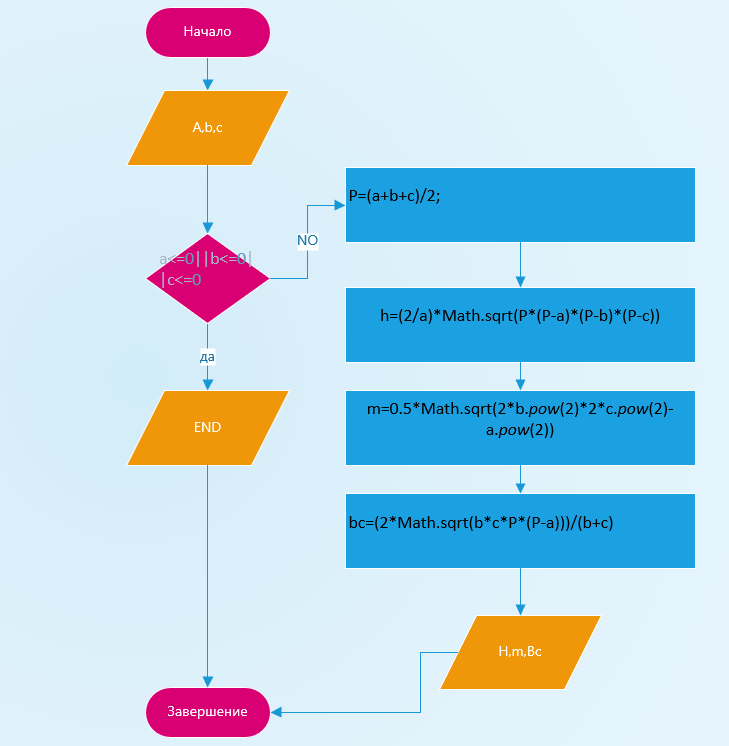 Начало
A,b,c
a<=0||b<=0|
|c<=0
NO
да
END
P=(a+b+c)/2;
h=(2/a)*Math.sqrt(P*(P-a)*(P-b)*(P-c))
m=0.5*Math.sqrt(2*b.pow(2)*2*c.pow(2)-
a.pow(2))
bc=(2*Math.sqrt(b*c*P*(P-a)))/(b+c)
H,m,Bc
Завершение